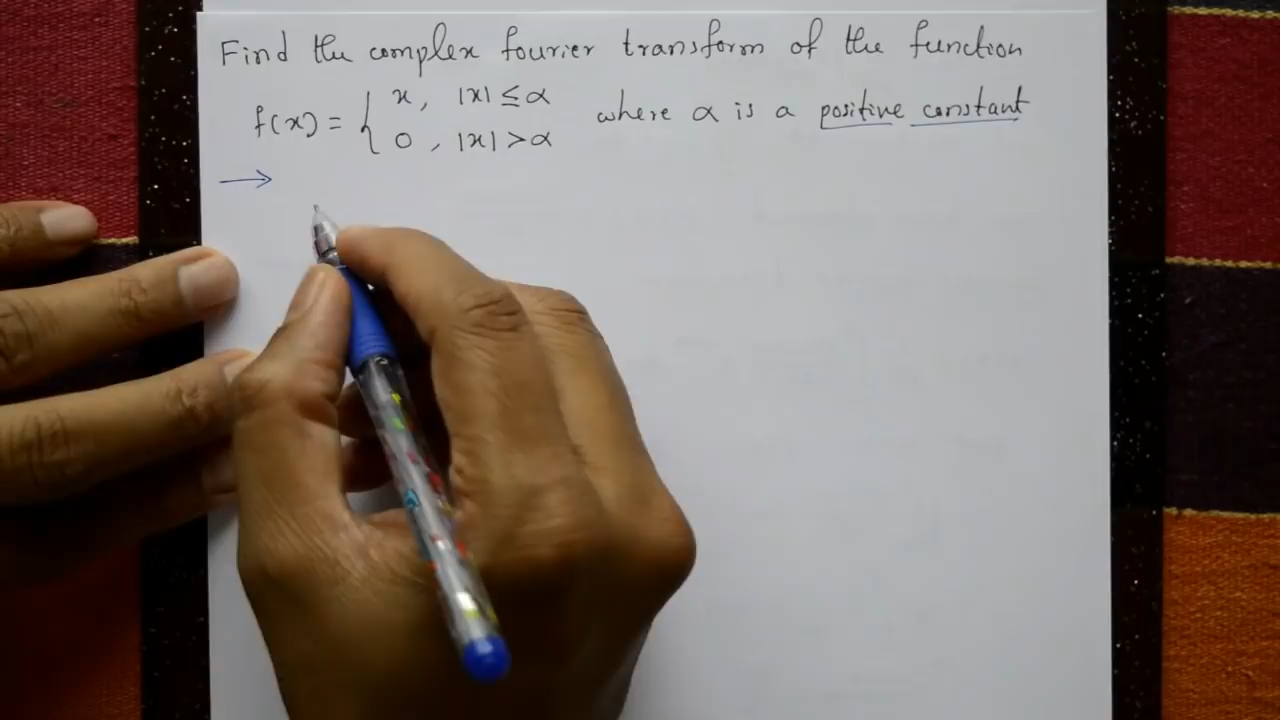 Find the complex fourier transform of the function
f(x) = { x, |x| ≤ α where α is a positive constant
0, |x| > α
→